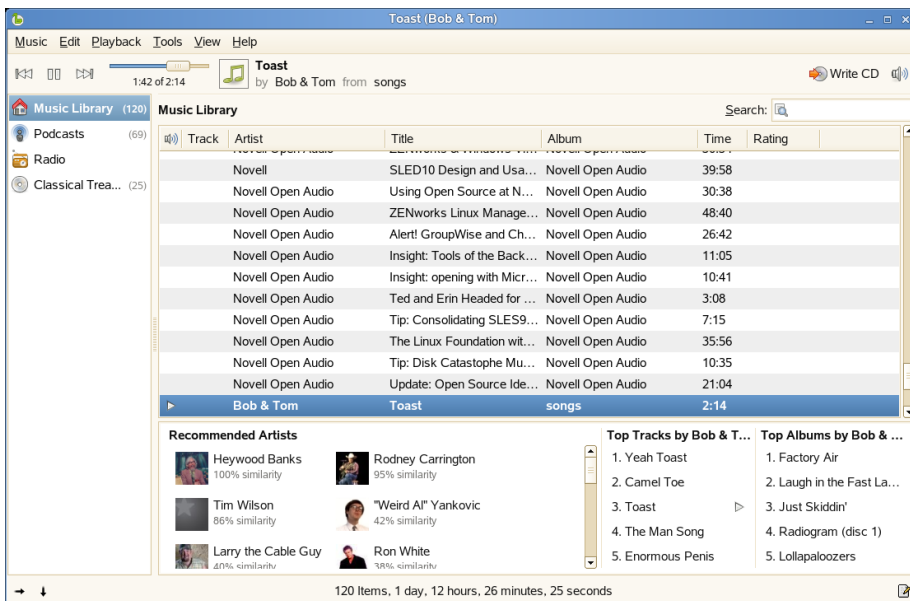 Toast (Bob & Tom)
Music Edit Playback Tools View Help
Toast
1:42 of 2:14
by Bob & Tom from songs
Write CD
Music Library (120)
Podcasts (69)
Radio
Classical Trea... (25)
Music Library
Search:
Track Artist Title Album Time Rating
Novell SLED10 Design and Usa... Novell Open Audio 39:58
Novell Open Audio Using Open Source at N... Novell Open Audio 30:38
Novell Open Audio ZENworks Linux Manage... Novell Open Audio 48:40
Novell Open Audio Alert! GroupWise and Ch... Novell Open Audio 26:42
Novell Open Audio Insight: Tools of the Back... Novell Open Audio 11:05
Novell Open Audio Insight: opening with Micr... Novell Open Audio 10:41
Novell Open Audio Ted and Erin Headed for ... Novell Open Audio 3:08
Novell Open Audio Tip: Consolidating SLES9... Novell Open Audio 7:15
Novell Open Audio The Linux Foundation wit... Novell Open Audio 35:56
Novell Open Audio Tip: Disk Catastophe Mu... Novell Open Audio 10:35
Novell Open Audio Update: Open Source Ide... Novell Open Audio 21:04
Bob & Tom Toast songs 2:14
Recommended Artists
Heywood Banks
100% similarity
Rodney Carrington
95% similarity
Tim Wilson
86% similarity
"Weird Al" Yankovic
42% similarity
Larry the Cable Guy
40% similarity
Ron White
38% similarity
Top Tracks by Bob & T...
1. Yeah Toast
2. Camel Toe
3. Toast
4. The Man Song
5. Enormous Penis
Top Albums by Bob & ...
1. Factory Air
2. Laugh in the Fast La...
3. Just Skiddin'
4. Radiogram (disc 1)
5. Lollapaloozers
120 Items, 1 day, 12 hours, 26 minutes, 25 seconds